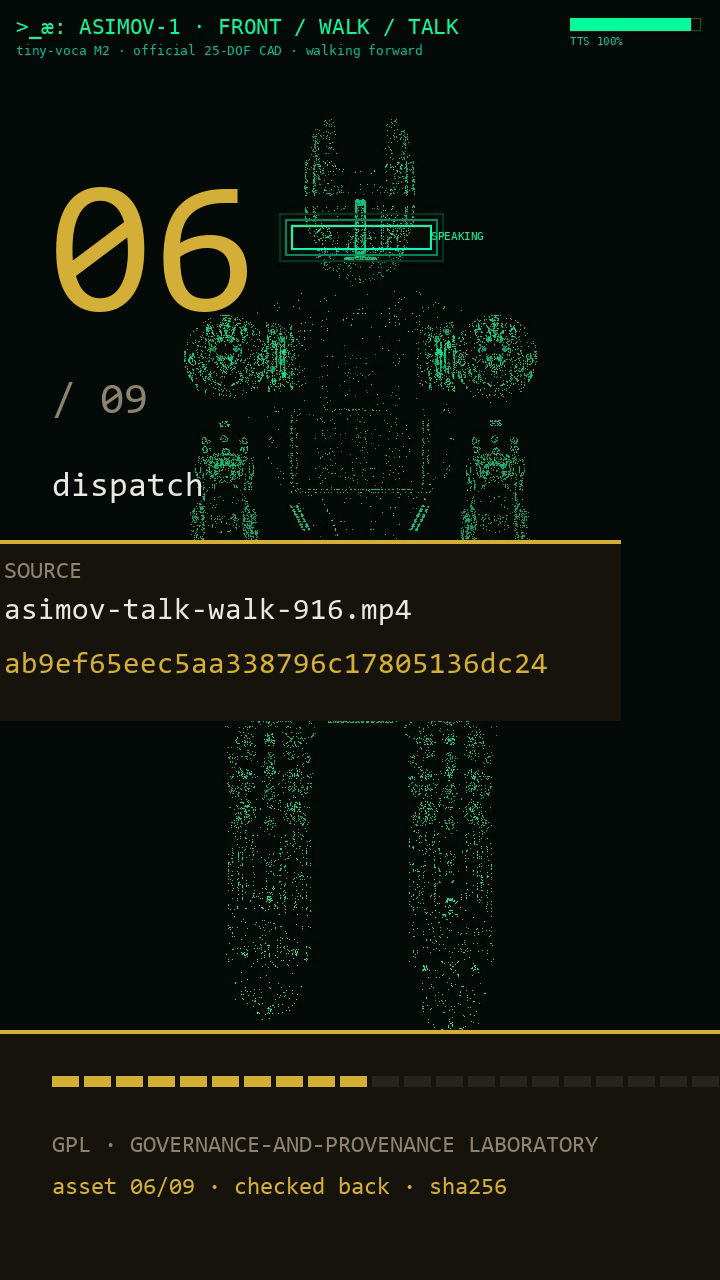 >_æ: ASIMOV-1 · FRONT / WALK / TALK
tiny-voca M2 · official 25-DOF CAD · walking forward
TTS 100%
06
SPEAKING
/ 09
dispatch
SOURCE
asimov-talk-walk-916.mp4
ab9ef65eec5aa338796c17805136dc24
GPL · GOVERNANCE-AND-PROVENANCE LABORATORY
asset 06/09 · checked back · sha256